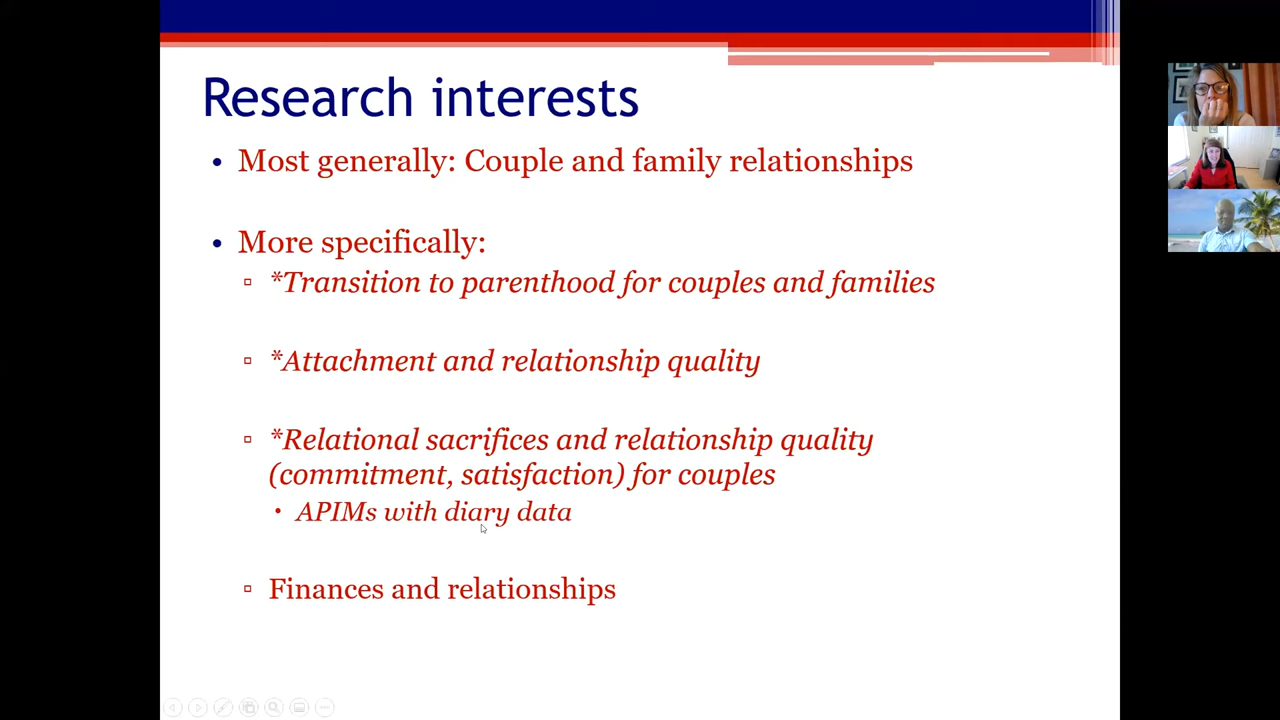 Research interests
• Most generally: Couple and family relationships
• More specifically:
▫ *Transition to parenthood for couples and families
▫ *Attachment and relationship quality
▫ *Relational sacrifices and relationship quality
(commitment, satisfaction) for couples
• APIMs with diary data
▫ Finances and relationships